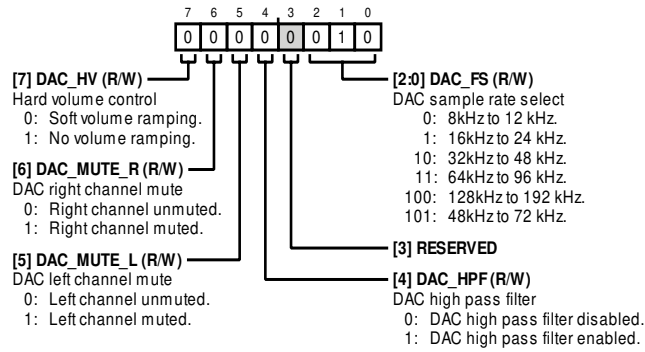 7 6 5 4 3 2 1 0
0 0 0 0 0 0 1 0
[7] DAC_HV (R/W)
Hard volume control
0: Soft volume ramping.
1: No volume ramping.
[6] DAC_MUTE_R (R/W)
DAC right channel mute
0: Right channel unmuted.
1: Right channel muted.
[5] DAC_MUTE_L (R/W)
DAC left channel mute
0: Left channel unmuted.
1: Left channel muted.
[2:0] DAC_FS (R/W)
DAC sample rate select
0: 8kHz to 12 kHz.
1: 16kHz to 24 kHz.
10: 32kHz to 48 kHz.
11: 64kHz to 96 kHz.
100: 128kHz to 192 kHz.
101: 48kHz to 72 kHz.
[3] RESERVED
[4] DAC_HPF (R/W)
DAC high pass filter
0: DAC high pass filter disabled.
1: DAC high pass filter enabled.